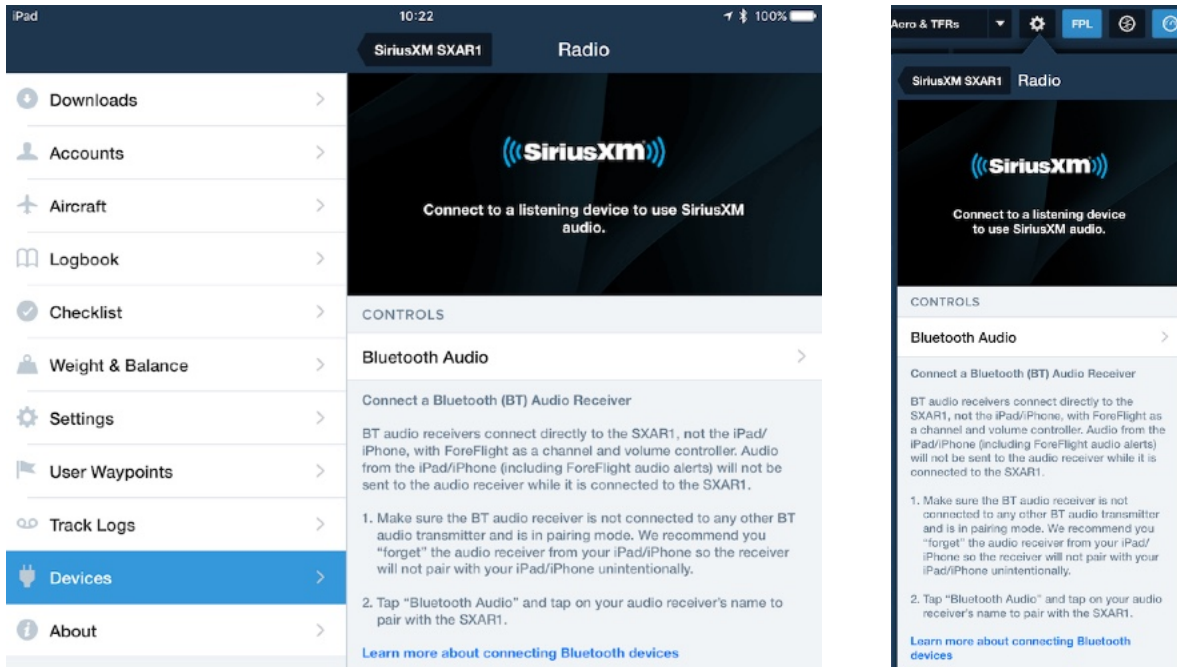 iPad
10:22
100%
SiriusXM SXAR1
Radio
Downloads
Accounts
Aircraft
Logbook
Checklist
Weight & Balance
Settings
User Waypoints
Track Logs
Devices
About
((SiriusXM))
Connect to a listening device to use SiriusXM
audio.
CONTROLS
Bluetooth Audio
Connect a Bluetooth (BT) Audio Receiver
BT audio receivers connect directly to the SXAR1, not the iPad/
iPhone, with ForeFlight as a channel and volume controller. Audio
from the iPad/iPhone (including ForeFlight audio alerts) will not be
sent to the audio receiver while it is connected to the SXAR1.
1. Make sure the BT audio receiver is not connected to any other BT
audio transmitter and is in pairing mode. We recommend you
“forget” the audio receiver from your iPad/iPhone so the receiver
will not pair with your iPad/iPhone unintentionally.
2. Tap “Bluetooth Audio” and tap on your audio receiver’s name to
pair with the SXAR1.
Learn more about connecting Bluetooth devices
Aero & TFRs
FPL
SiriusXM SXAR1
Radio
((SiriusXM))
Connect to a listening device
to use SiriusXM audio.
CONTROLS
Bluetooth Audio
Connect a Bluetooth (BT) Audio Receiver
BT audio receivers connect directly to the
SXAR1, not the iPad/iPhone, with ForeFlight as
a channel and volume controller. Audio from the
iPad/iPhone (including ForeFlight audio alerts)
will not be sent to the audio receiver while it is
connected to the SXAR1.
1. Make sure the BT audio receiver is not
connected to any other BT audio transmitter
and is in pairing mode. We recommend you
“forget” the audio receiver from your iPad/
iPhone so the receiver will not pair with your
iPad/iPhone unintentionally.
2. Tap “Bluetooth Audio” and tap on your audio
receiver’s name to pair with the SXAR1.
Learn more about connecting Bluetooth
devices